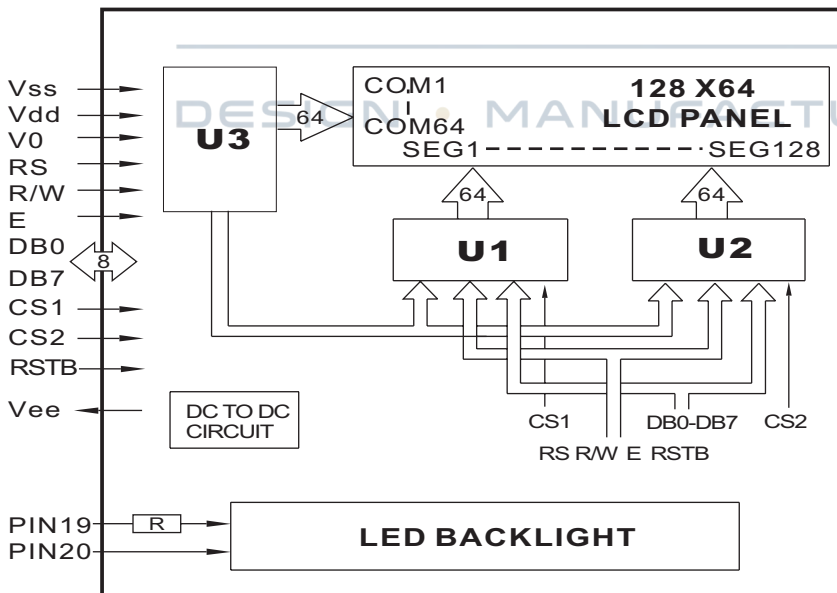 Vss
Vdd
V0
RS
R/W
E
DB0
8
DB7
CS1
CS2
RSTB
Vee
PIN19
PIN20
R
DESIGN • MANUFACTU
U3
64
COM1
COM64
128 X64
LCD PANEL
SEG1
SEG128
64
64
U1
U2
CS1
DB0-DB7
CS2
RS R/W E RSTB
DC TO DC
CIRCUIT
LED BACKLIGHT